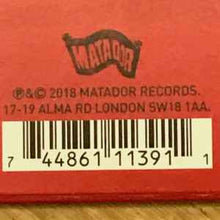 MATADOR
℗&© 2018 MATADOR RECORDS.
17-19 ALMA RD LONDON SW18 1AA.
7 44861 11391 1